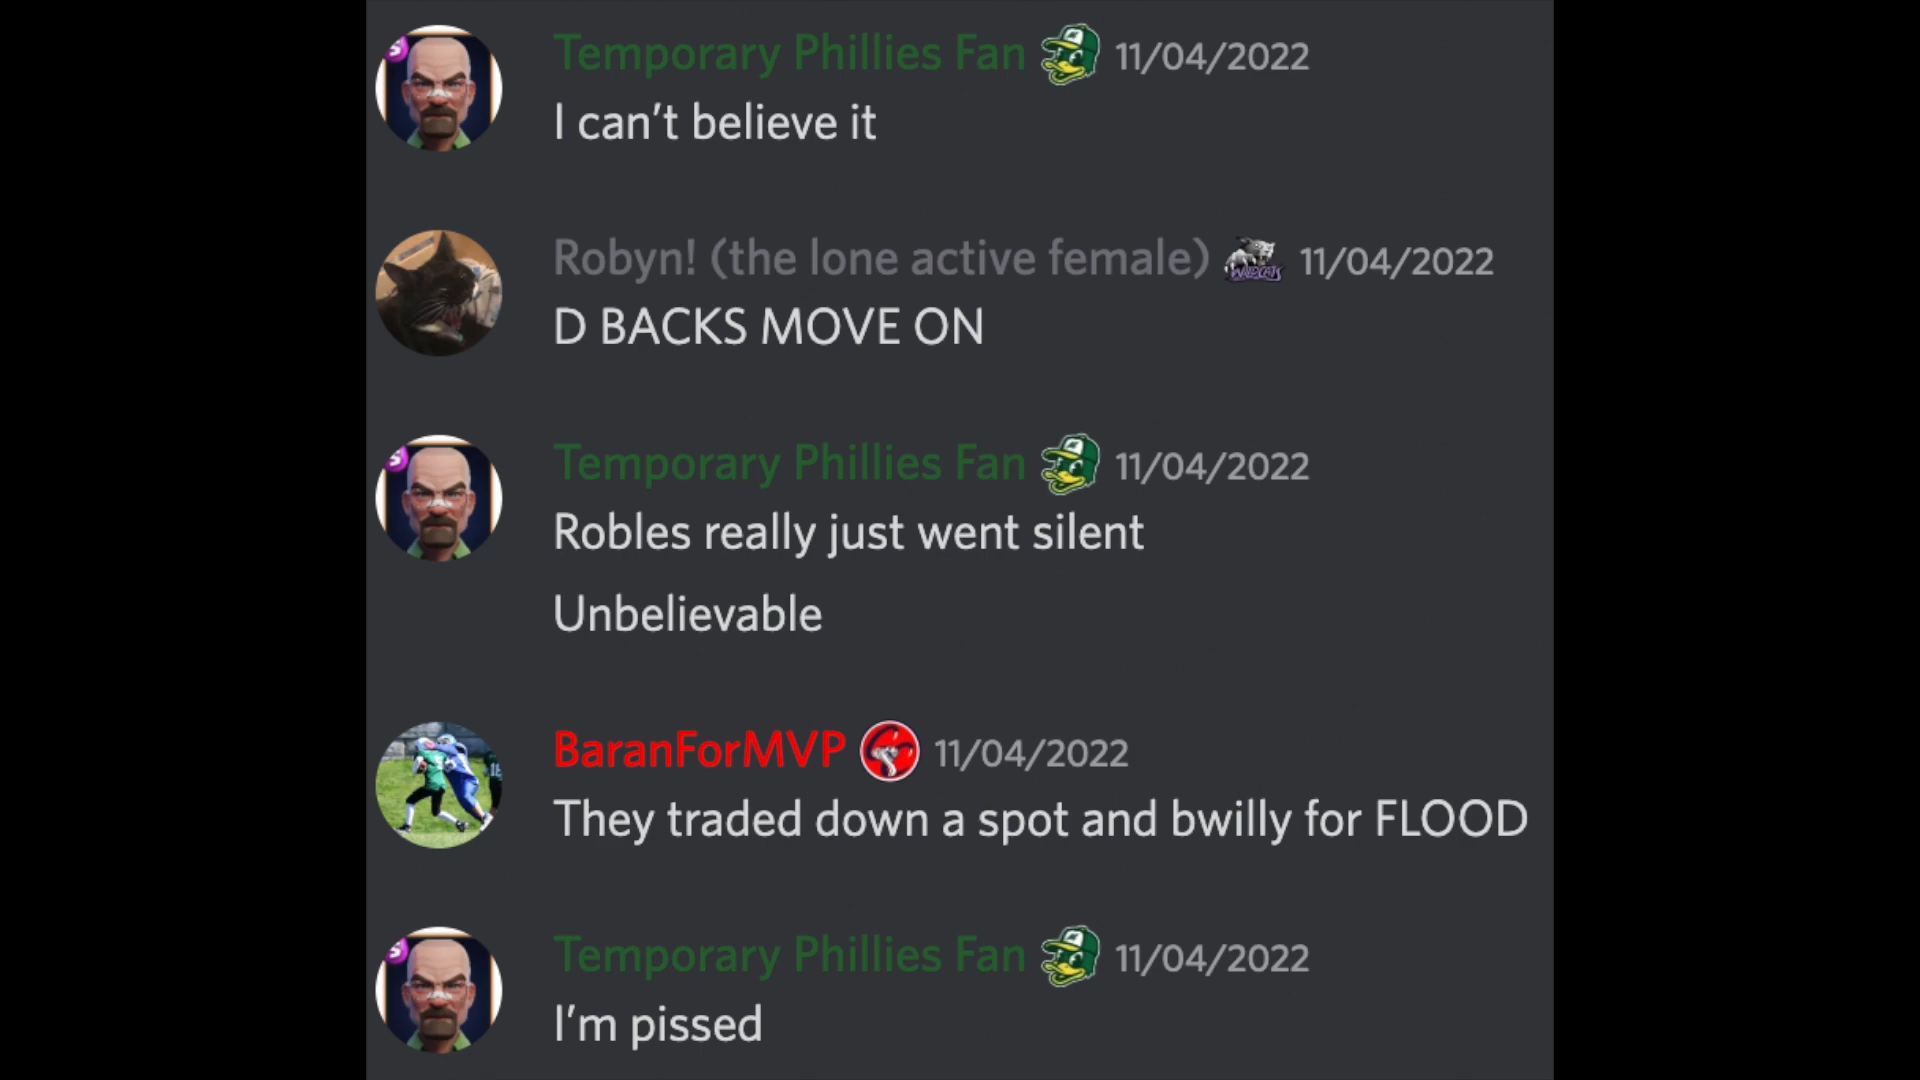 Temporary Phillies Fan 11/04/2022
I can't believe it
Robyn! (the lone active female) WILDCATS 11/04/2022
D BACKS MOVE ON
Temporary Phillies Fan 11/04/2022
Robles really just went silent
Unbelievable
BaranForMVP 11/04/2022
They traded down a spot and bwilly for FLOOD
Temporary Phillies Fan 11/04/2022
I'm pissed